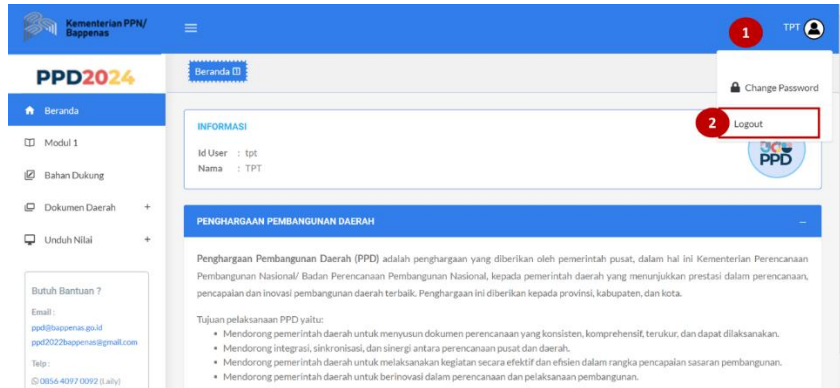 Kementerian PPN/
Bappenas
1
TPT
PPD2024
Beranda
Change Password
2
Logout
Beranda
Modul 1
Bahan Dukung
Dokumen Daerah +
Unduh Nilai +
INFORMASI
Id User : tpt
Nama : TPT
PPD
PENGHARGAAN PEMBANGUNAN DAERAH
Penghargaan Pembangunan Daerah (PPD) adalah penghargaan yang diberikan oleh pemerintah pusat, dalam hal ini Kementerian Perencanaan
Pembangunan Nasional/ Badan Perencanaan Pembangunan Nasional, kepada pemerintah daerah yang menunjukkan prestasi dalam perencanaan,
pencapaian dan inovasi pembangunan daerah terbaik. Penghargaan ini diberikan kepada provinsi, kabupaten, dan kota.
Tujuan pelaksanaan PPD yaitu:
• Mendorong pemerintah daerah untuk menyusun dokumen perencanaan yang konsisten, komprehensif, terukur, dan dapat dilaksanakan.
• Mendorong integrasi, sinkronisasi, dan sinergi antara perencanaan pusat dan daerah.
• Mendorong pemerintah daerah untuk melaksanakan kegiatan secara efektif dan efisien dalam rangka pencapaian sasaran pembangunan.
• Mendorong pemerintah daerah untuk berinovasi dalam perencanaan dan pelaksanaan pembangunan.
Butuh Bantuan ?
Email :
ppd@bappenas.go.id
ppd2022bappenas@gmail.com
Telp :
0856 4097 0092 (Laily)